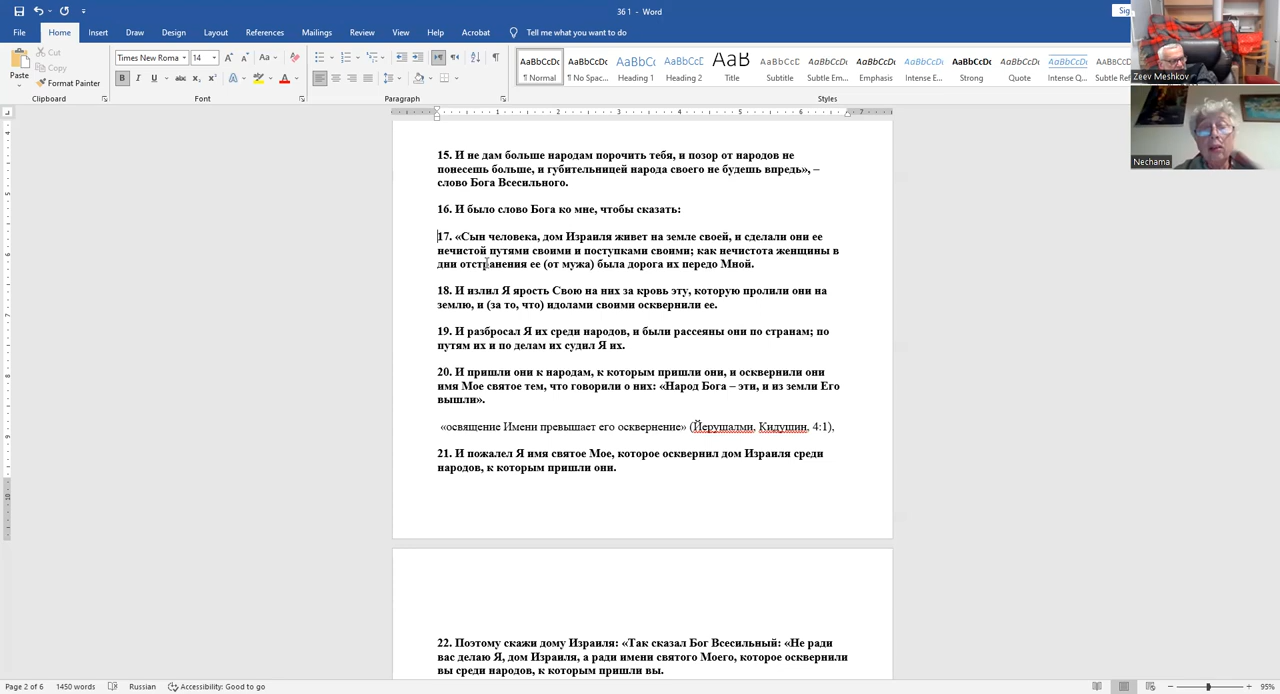 36 1 - Word
Sig
File Home Insert Draw Design Layout References Mailings Review View Help Acrobat Tell me what you want to do
Paste
Cut
Copy
Format Painter
Times New Roma 14
AaBbCcDc AaBbCcDc AaBbCc AaBbCcC AaB AaBbCcD AaBbCcDc AaBbCcDc AaBbCcDc AaBbCcDc AaBbCcDc AaBbCcDc
¶ Normal ¶ No Spac... Heading 1 Heading 2 Title Subtitle Subtle Em... Emphasis Intense E... Strong Quote Intense Q... Subtle Ref
Clipboard Font Paragraph Styles
Zeev Meshkov
Nechama
15. И не дам больше народам порочить тебя, и позор от народов не
понесешь больше, и губительницей народа своего не будешь впредь», –
слово Бога Всесильного.
16. И было слово Бога ко мне, чтобы сказать:
17. «Сын человека, дом Израиля живет на земле своей, и сделали они ее
нечистой путями своими и поступками своими; как нечистота женщины в
дни отстранения ее (от мужа) была дорога их передо Мной.
18. И излил Я ярость Свою на них за кровь эту, которую пролили они на
землю, и (за то, что) идолами своими осквернили ее.
19. И разбросал Я их среди народов, и были рассеяны они по странам; по
путям их и по делам их судил Я их.
20. И пришли они к народам, к которым пришли они, и осквернили они
имя Мое святое тем, что говорили о них: «Народ Бога – эти, и из земли Его
вышли».
«освящение Имени превышает его осквернение» (Йерушалми, Кидушин, 4:1),
21. И пожалел Я имя святое Мое, которое осквернил дом Израиля среди
народов, к которым пришли они.
22. Поэтому скажи дому Израиля: «Так сказал Бог Всесильный: «Не ради
вас делаю Я, дом Израиля, а ради имени святого Моего, которое осквернили
вы среди народов, к которым пришли вы.
Page 2 of 6 1450 words Russian Accessibility: Good to go 95%